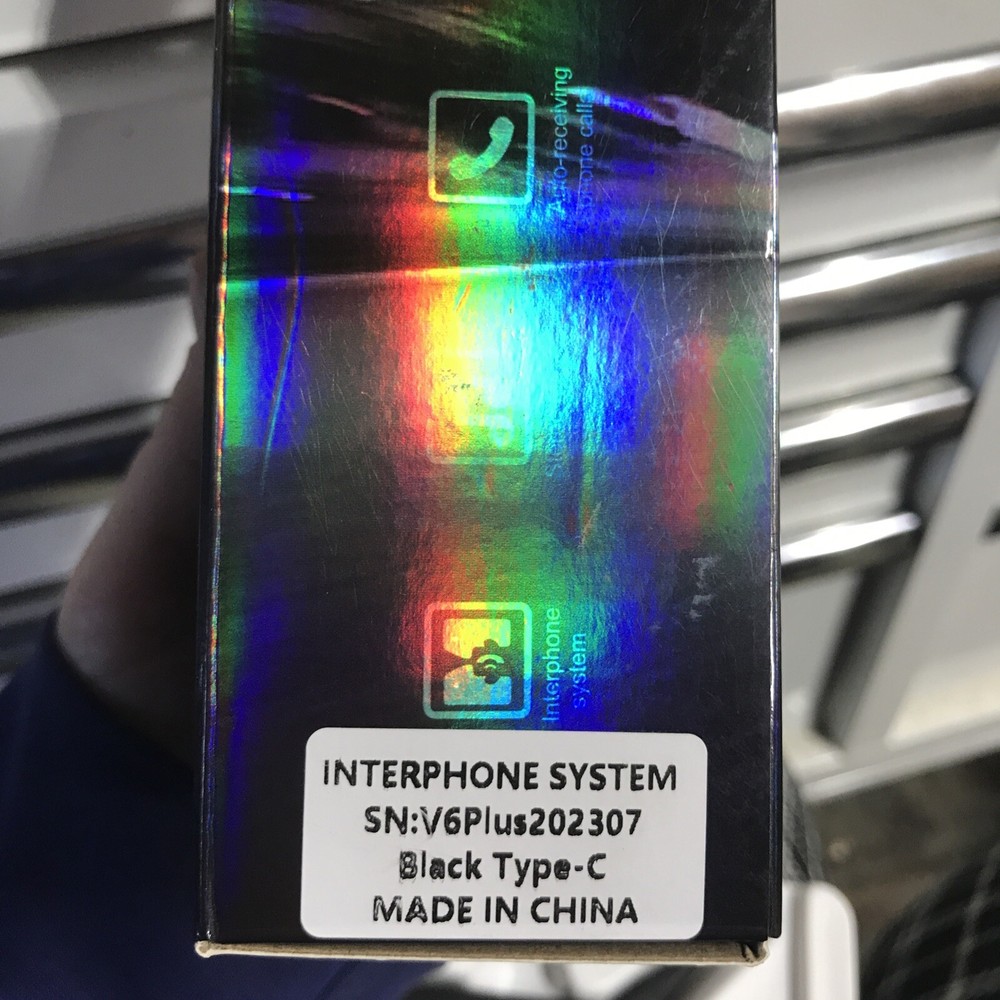 Auto-receiving
phone calls
Interphone
system
INTERPHONE SYSTEM
SN:V6Plus202307
Black Type-C
MADE IN CHINA